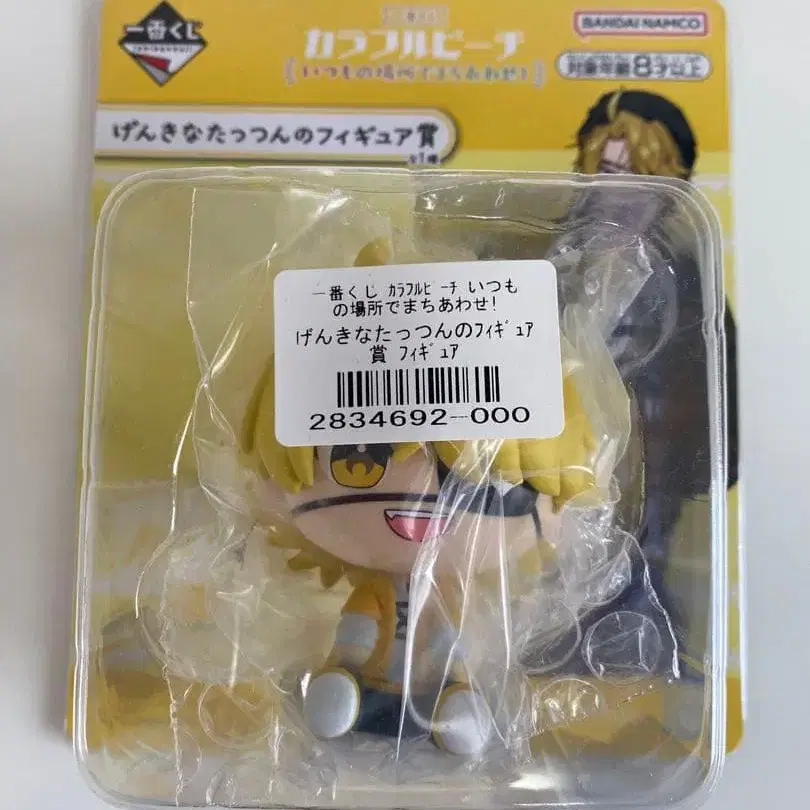 一番くじ
BANDAI NAMCO
カラフルピーチ
いつもの場所でまちあわせ!
対象年齢8才以上
げんきなたっつんのフィギュア賞
全1種
一番くじ ｶﾗﾌﾙﾋﾟｰﾁ いつも
の場所でまちあわせ!
げんきなたっつんのﾌｨｷﾞｭｱ
賞 ﾌｨｷﾞｭｱ
2834692-000